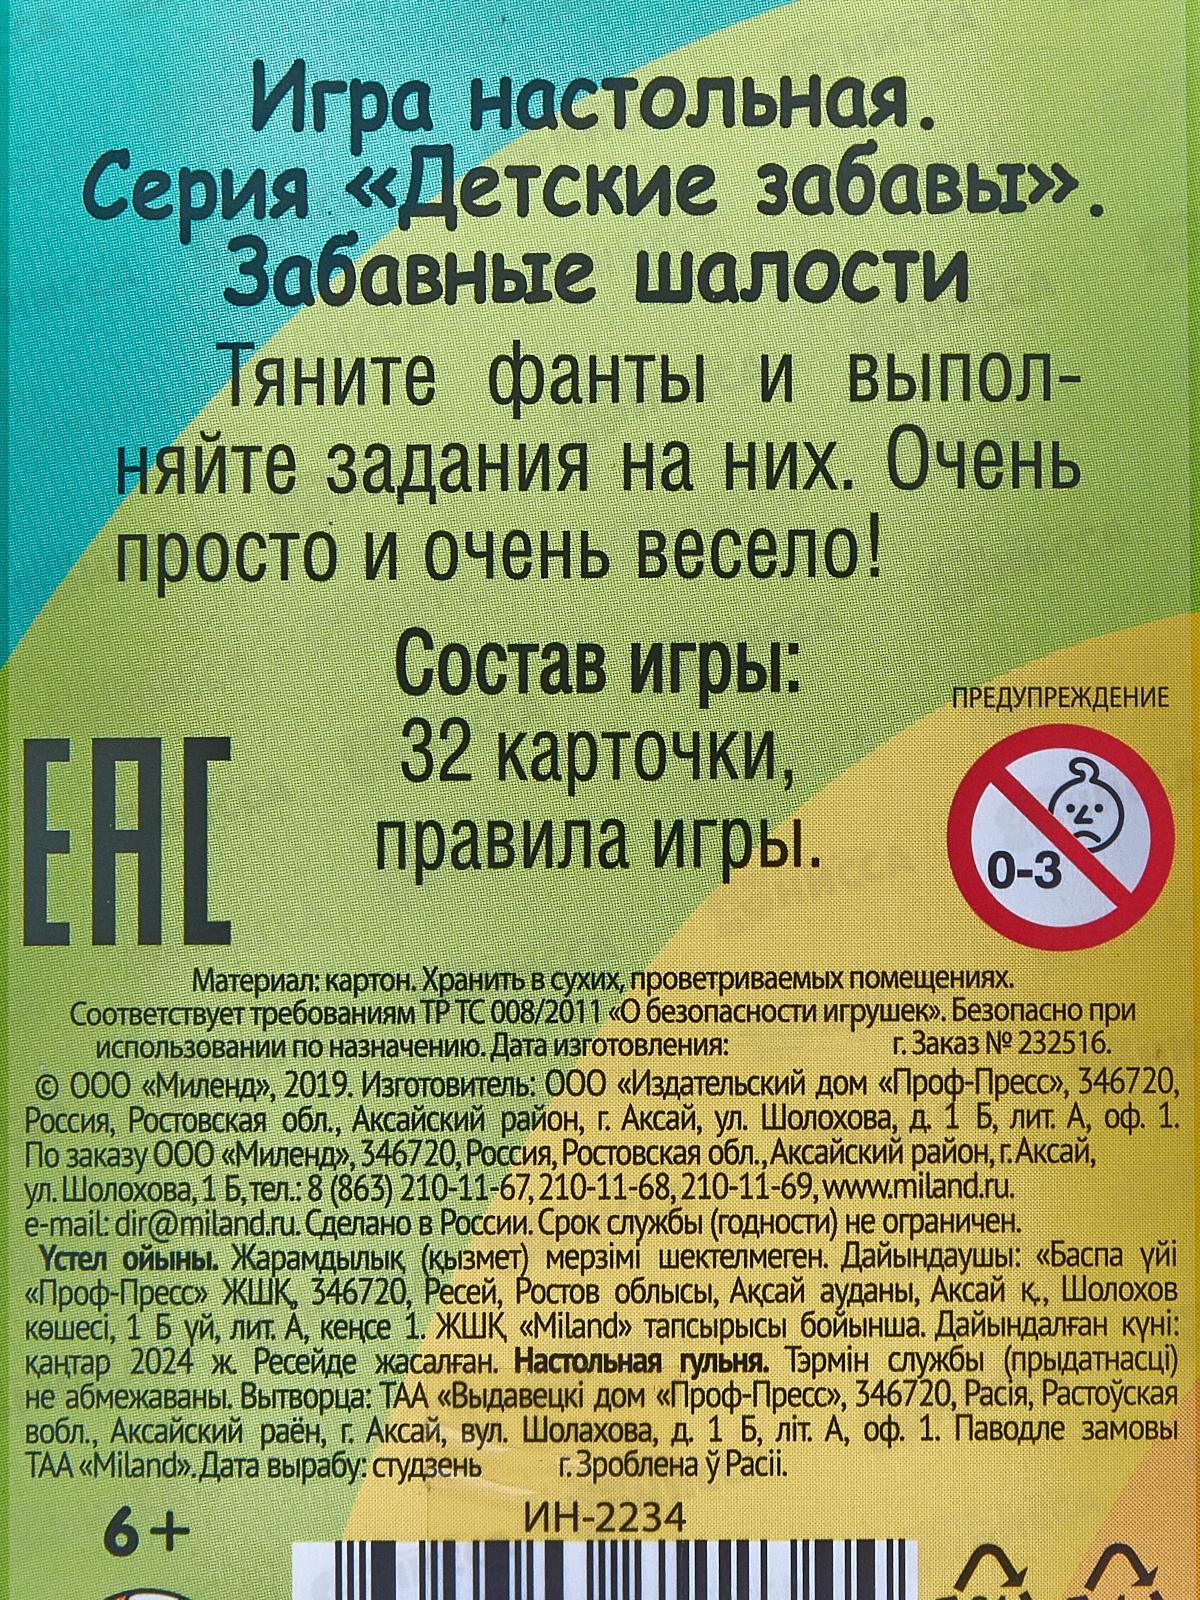 Игра настольная.
Серия «Детские забавы».
Забавные шалости
Тяните фанты и выпол-
няйте задания на них. Очень
просто и очень весело!
Состав игры:
32 карточки,
правила игры.
ПРЕДУПРЕЖДЕНИЕ
0-3
ЕАС
Материал: картон. Хранить в сухих, проветриваемых помещениях.
Соответствует требованиям ТР ТС 008/2011 «О безопасности игрушек». Безопасно при
использовании по назначению. Дата изготовления: г. Заказ № 232516.
© ООО «Миленд», 2019. Изготовитель: ООО «Издательский дом «Проф-Пресс», 346720,
Россия, Ростовская обл., Аксайский район, г. Аксай, ул. Шолохова, д. 1 Б, лит. А, оф. 1.
По заказу ООО «Миленд», 346720, Россия, Ростовская обл., Аксайский район, г. Аксай,
ул. Шолохова, 1 Б, тел.: 8 (863) 210-11-67, 210-11-68, 210-11-69, www.miland.ru.
e-mail: dir@miland.ru. Сделано в России. Срок службы (годности) не ограничен.
Үстел ойыны. Жарамдылық (қызмет) мерзімі шектелмеген. Дайындаушы: «Баспа үйі
«Проф-Пресс» ЖШҚ, 346720, Ресей, Ростов облысы, Ақсай ауданы, Аксай қ., Шолохов
көшесі, 1 Б үй, лит. А, кеңсе 1. ЖШҚ «Miland» тапсырысы бойынша. Дайындалған күні:
қаңтар 2024 ж. Ресейде жасалған. Настольная гульня. Тэрмін службы (прыдатнасці)
не абмежаваны. Вытворца: ТАА «Выдавецкі дом «Проф-Пресс», 346720, Расія, Растоўская
вобл., Аксайский раён, г. Аксай, вул. Шолахова, д. 1 Б, літ. А, оф. 1. Паводле замовы
ТАА «Miland». Дата вырабу: студзень г. Зроблена ў Расіі.
6+
ИН-2234